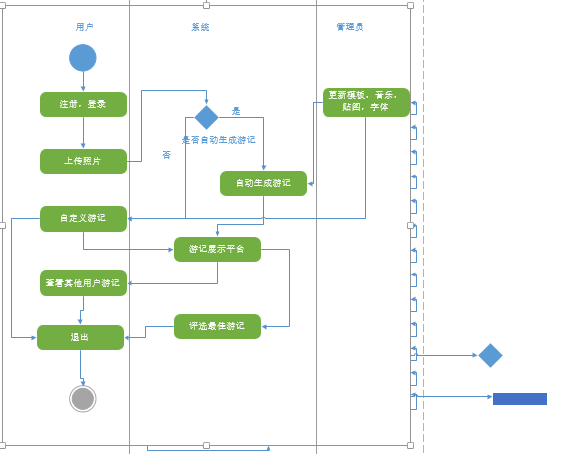 用户
系统
管理员
注册，登录
更新模板，音乐，
贴图，字体
是
是否自动生成游记
否
上传照片
自动生成游记
自定义游记
游记展示平台
查看其他用户游记
评选最佳游记
退出